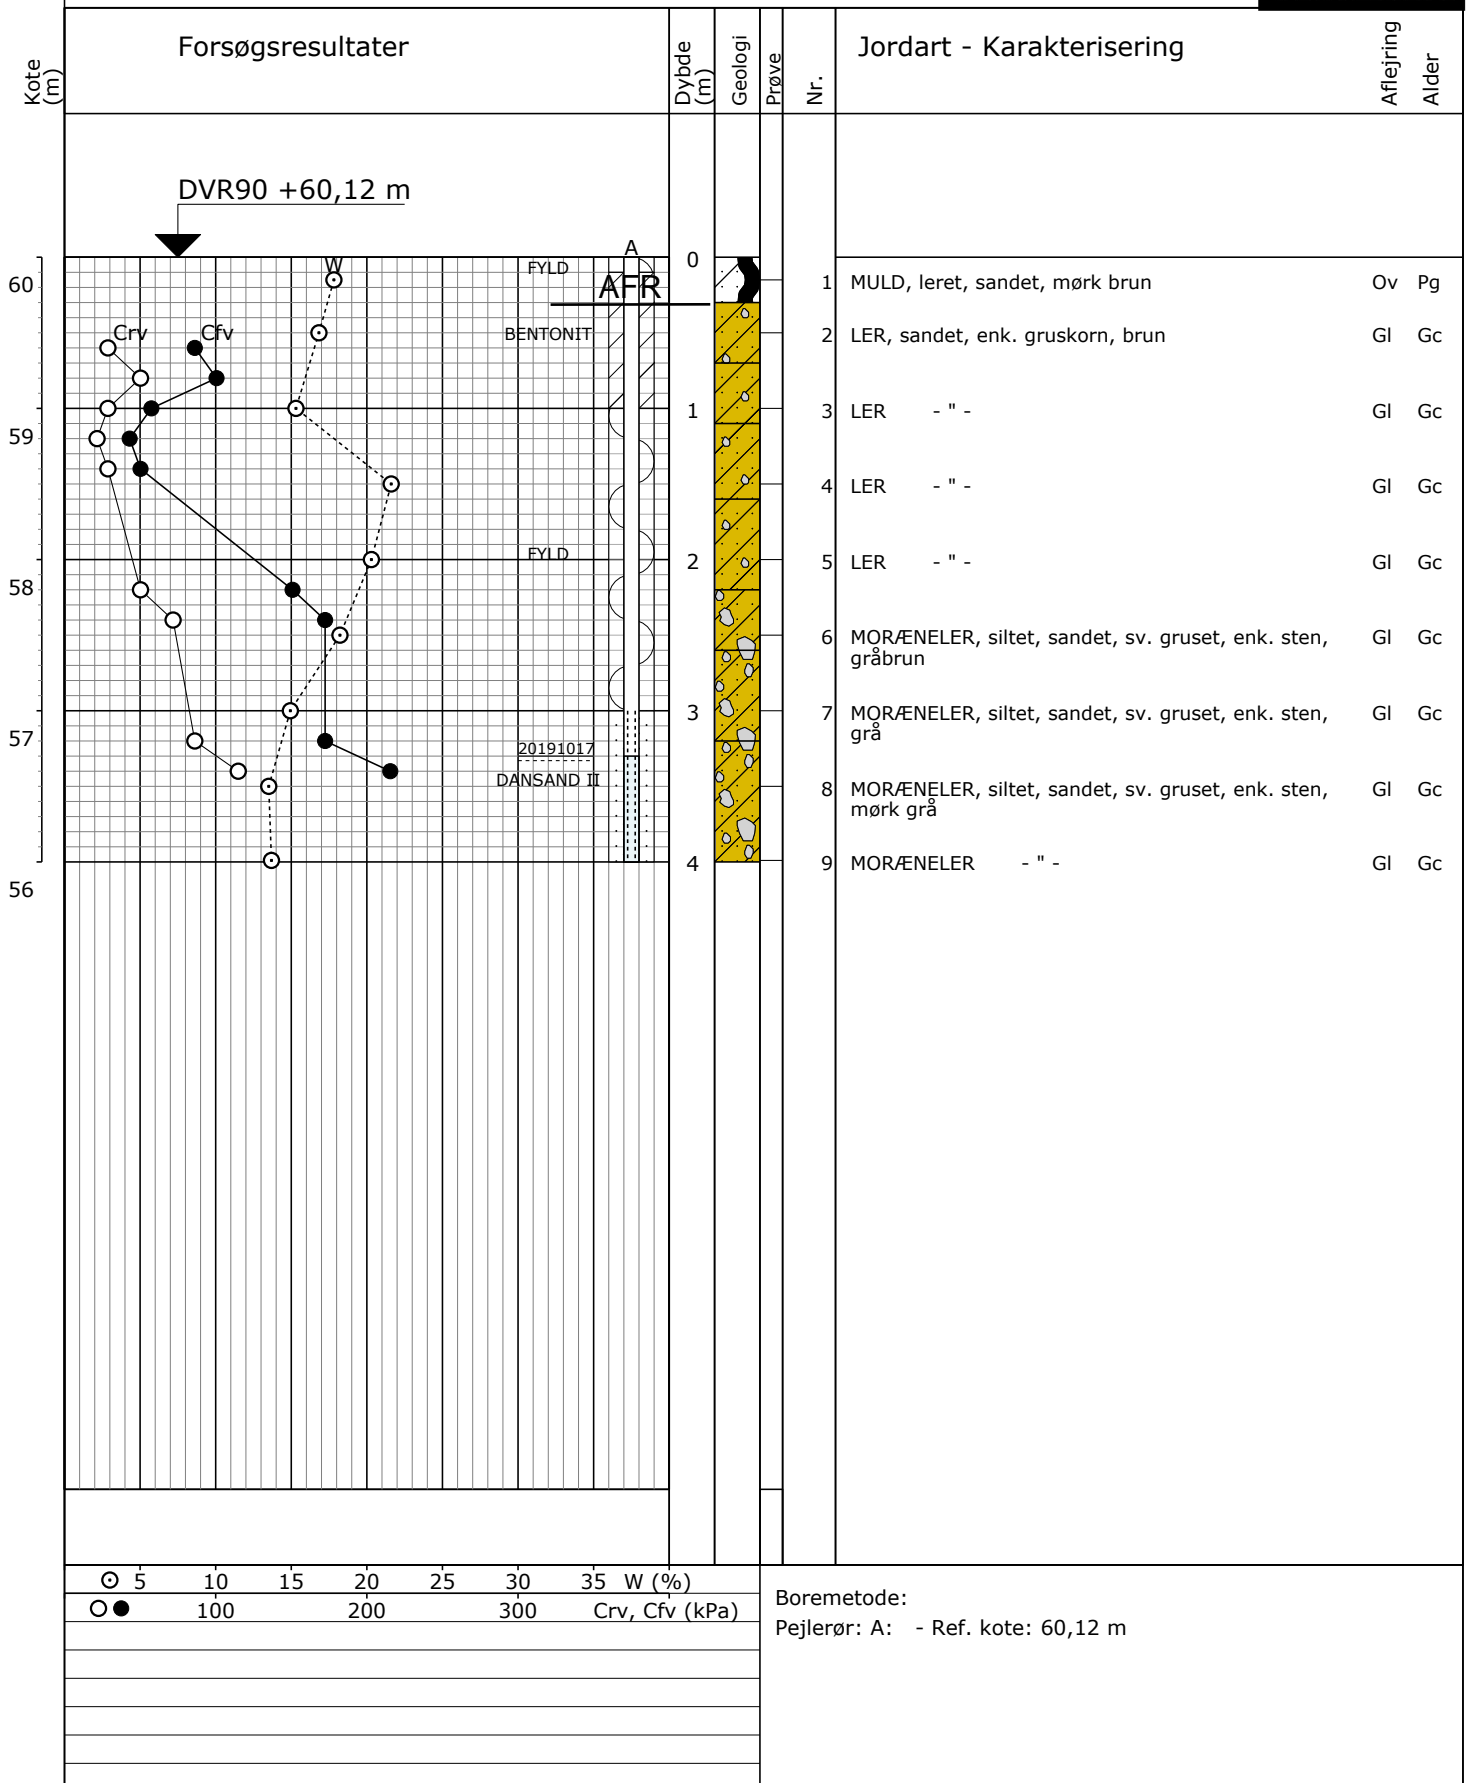 Kote (m)
Forsøgsresultater
Dybde (m)
Geologi
Prøve
Nr.
Jordart - Karakterisering
Aflejring
Alder
DVR90 +60,12 m
A
W
FYLD
AFR
0
60
1 MULD, leret, sandet, mørk brun Ov Pg
Crv
Cfv
BENTONIT
2 LER, sandet, enk. gruskorn, brun Gl Gc
1
3 LER - " - Gl Gc
59
4 LER - " - Gl Gc
FYLD
2
5 LER - " - Gl Gc
58
6 MORÆNELER, siltet, sandet, sv. gruset, enk. sten, Gl Gc
gråbrun
3
7 MORÆNELER, siltet, sandet, sv. gruset, enk. sten, Gl Gc
grå
57
20191017
DANSAND II
8 MORÆNELER, siltet, sandet, sv. gruset, enk. sten, Gl Gc
mørk grå
4
9 MORÆNELER - " - Gl Gc
56
5 10 15 20 25 30 35 W (%)
100 200 300 Crv, Cfv (kPa)
Boremetode:
Pejlerør: A: - Ref. kote: 60,12 m